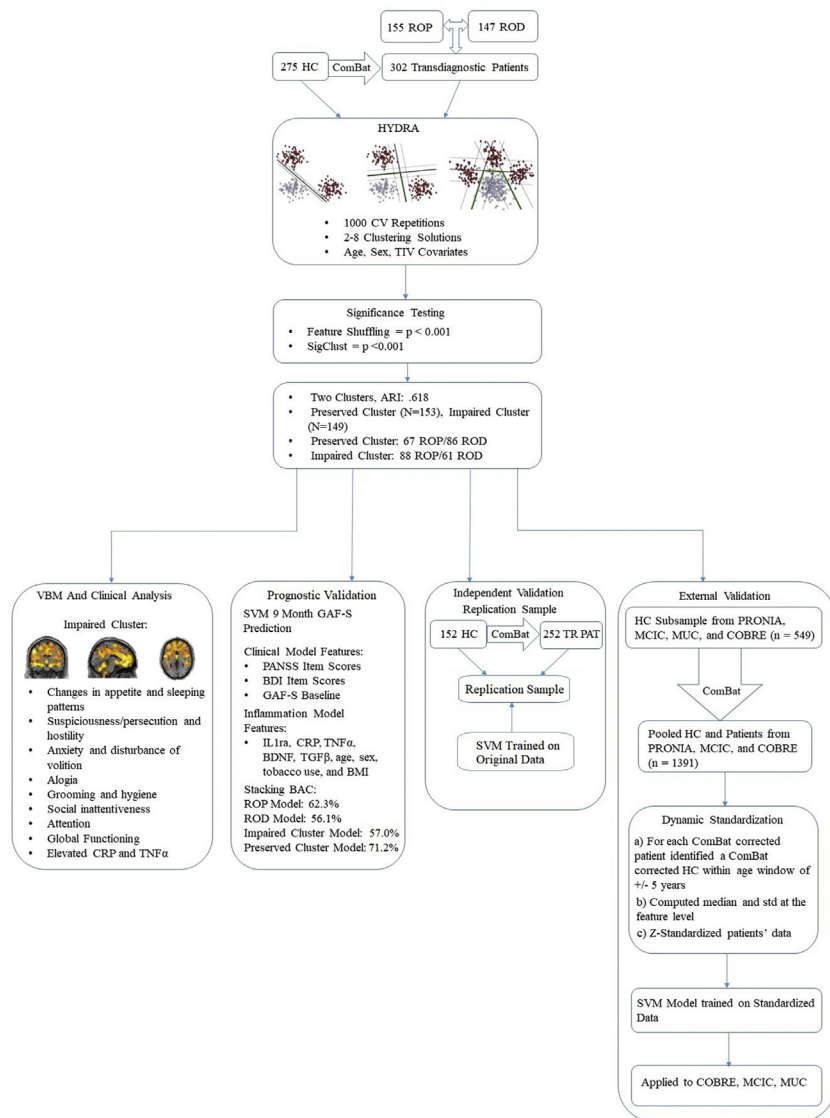 155 ROP
147 ROD
275 HC
ComBat
302 Transdiagnostic Patients
HYDRA
• 1000 CV Repetitions
• 2-8 Clustering Solutions
• Age, Sex, TIV Covariates
Significance Testing
• Feature Shuffling = p < 0.001
• SigClust = p <0.001
• Two Clusters, ARI: .618
• Preserved Cluster (N=153), Impaired Cluster
(N=149)
• Preserved Cluster: 67 ROP/86 ROD
• Impaired Cluster: 88 ROP/61 ROD
VBM And Clinical Analysis
Impaired Cluster:
• Changes in appetite and sleeping
patterns
• Suspiciousness/persecution and
hostility
• Anxiety and disturbance of
volition
• Alogia
• Grooming and hygiene
• Social inattentiveness
• Attention
• Global Functioning
• Elevated CRP and TNFα
Prognostic Validation
SVM 9 Month GAF-S
Prediction
Clinical Model Features:
• PANSS Item Scores
• BDI Item Scores
• GAF-S Baseline
Inflammation Model
Features:
• IL1ra, CRP, TNFα,
BDNF, TGFβ, age, sex,
tobacco use, and BMI
Stacking BAC:
ROP Model: 62.3%
ROD Model: 56.1%
Impaired Cluster Model: 57.0%
Preserved Cluster Model: 71.2%
Independent Validation
Replication Sample
152 HC
ComBat
252 TR PAT
Replication Sample
SVM Trained on
Original Data
External Validation
HC Subsample from PRONIA,
MCIC, MUC, and COBRE (n = 549)
ComBat
Pooled HC and Patients from
PRONIA, MCIC, and COBRE
(n = 1391)
Dynamic Standardization
a) For each ComBat corrected
patient identified a ComBat
corrected HC within age window of
+/- 5 years
b) Computed median and std at the
feature level
c) Z-Standardized patients' data
SVM Model trained on Standardized
Data
Applied to COBRE, MCIC, MUC